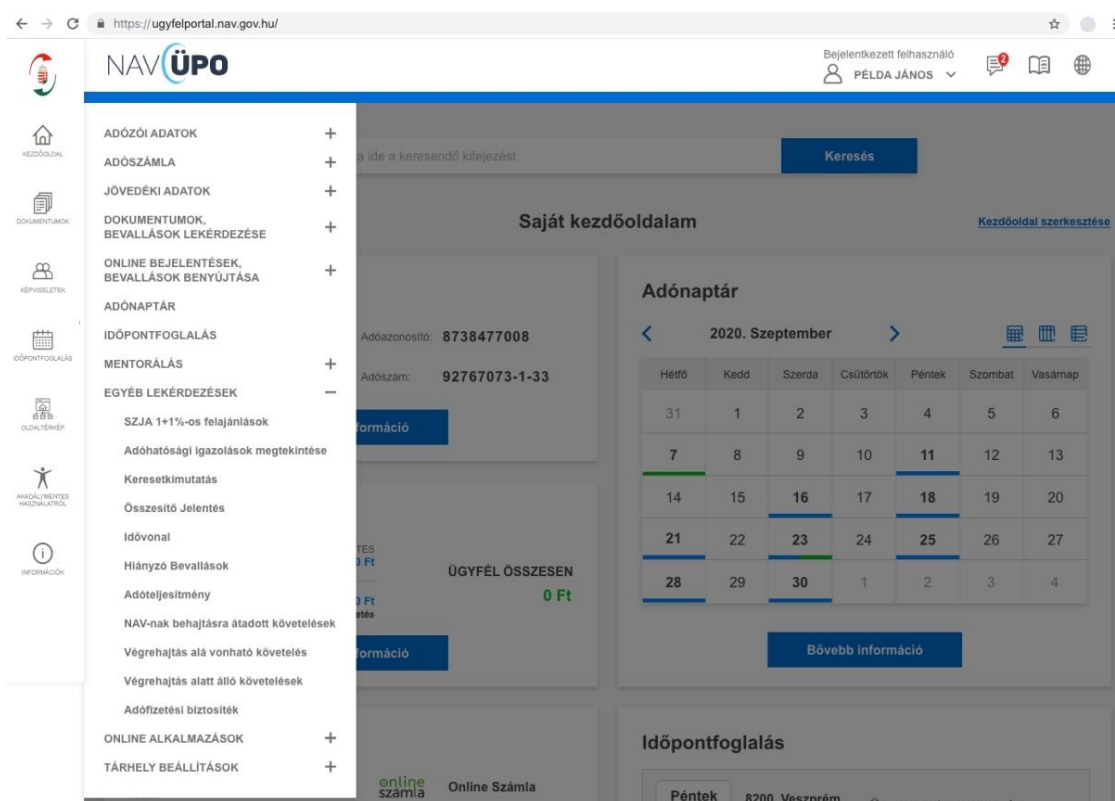 https://ugyfelportal.nav.gov.hu/
NAV ÜPO
Bejelentkezett felhasználó
PÉLDA JÁNOS
2
KEZDŐOLDAL
DOKUMENTUMOK
KÉPVISELETEK
IDŐPONTFOGLALÁS
OLDALTÉRKÉP
AKADÁLYMENTES
HASZNÁLATRÓL
INFORMÁCIÓK
ADÓZÓI ADATOK
ADÓSZÁMLA
JÖVEDÉKI ADATOK
DOKUMENTUMOK,
BEVALLÁSOK LEKÉRDEZÉSE
ONLINE BEJELENTÉSEK,
BEVALLÁSOK BENYÚJTÁSA
ADÓNAPTÁR
IDŐPONTFOGLALÁS
MENTORÁLÁS
EGYÉB LEKÉRDEZÉSEK
SZJA 1+1%-os felajánlások
Adóhatósági igazolások megtekintése
Keresetkimutatás
Összesítő Jelentés
Idővonal
Hiányzó Bevallások
Adóteljesítmény
NAV-nak behajtásra átadott követelések
Végrehajtás alá vonható követelés
Végrehajtás alatt álló követelések
Adófizetési biztosíték
ONLINE ALKALMAZÁSOK
TÁRHELY BEÁLLÍTÁSOK
a ide a keresendő kifejezést
Keresés
Saját kezdőoldalam
Kezdőoldal szerkesztése
Adóazonosító: 8738477008
Adószám: 92767073-1-33
formáció
TÉS
0 Ft
ÜGYFÉL ÖSSZESEN
0 Ft
0 Ft
etés
formáció
online
számla
Online Számla
Adónaptár
2020. Szeptember
Hétfő Kedd Szerda Csütörtök Péntek Szombat Vasárnap
31 1 2 3 4 5 6
7 8 9 10 11 12 13
14 15 16 17 18 19 20
21 22 23 24 25 26 27
28 29 30 1 2 3 4
Bővebb információ
Időpontfoglalás
Péntek
8200 Veszprém